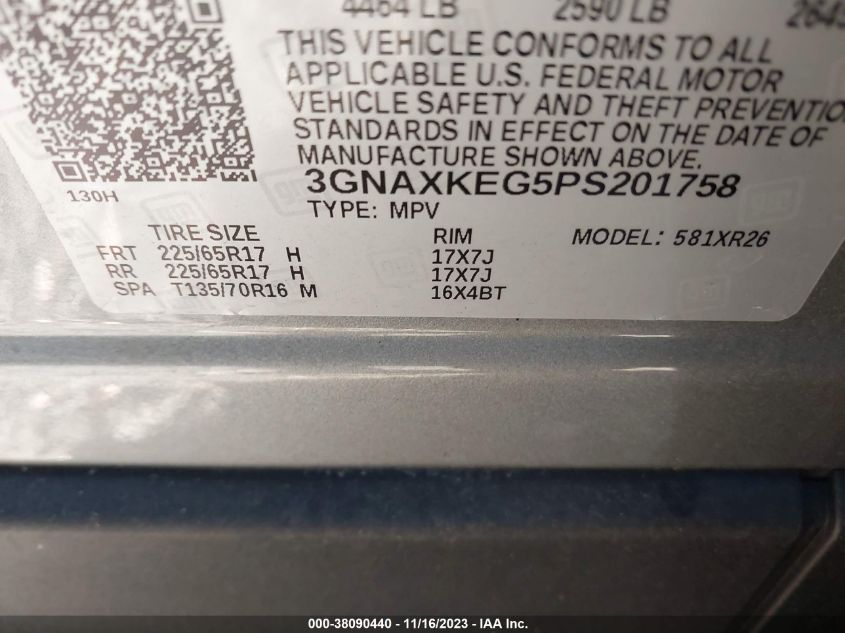 4464 LB 2590 LB
THIS VEHICLE CONFORMS TO ALL
APPLICABLE U.S. FEDERAL MOTOR
VEHICLE SAFETY AND THEFT PREVENTION
STANDARDS IN EFFECT ON THE DATE OF
MANUFACTURE SHOWN ABOVE.
130H
3GNAXKEG5PS201758
TYPE: MPV
TIRE SIZE RIM MODEL: 581XR26
FRT 225/65R17 H 17X7J
RR 225/65R17 H 17X7J
SPA T135/70R16 M 16X4BT
000-38090440 - 11/16/2023 - IAA Inc.